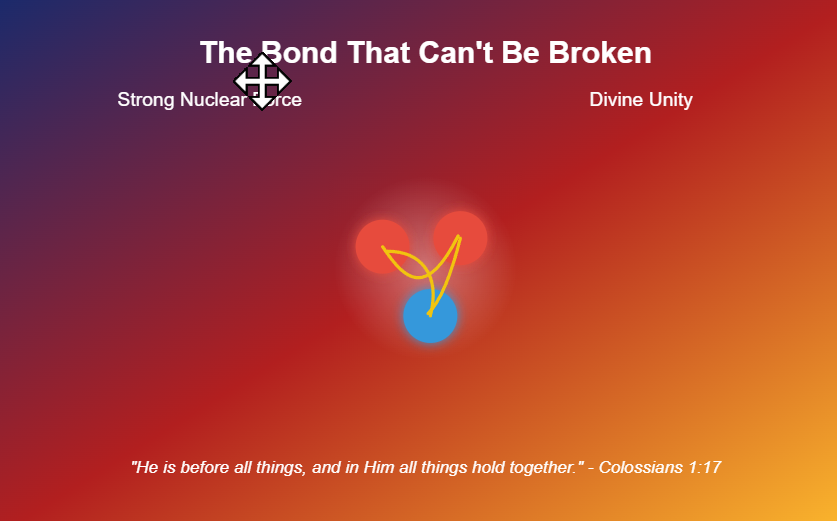 The Bond That Can't Be Broken
Strong Nuclear Force
Divine Unity
"He is before all things, and in Him all things hold together." - Colossians 1:17